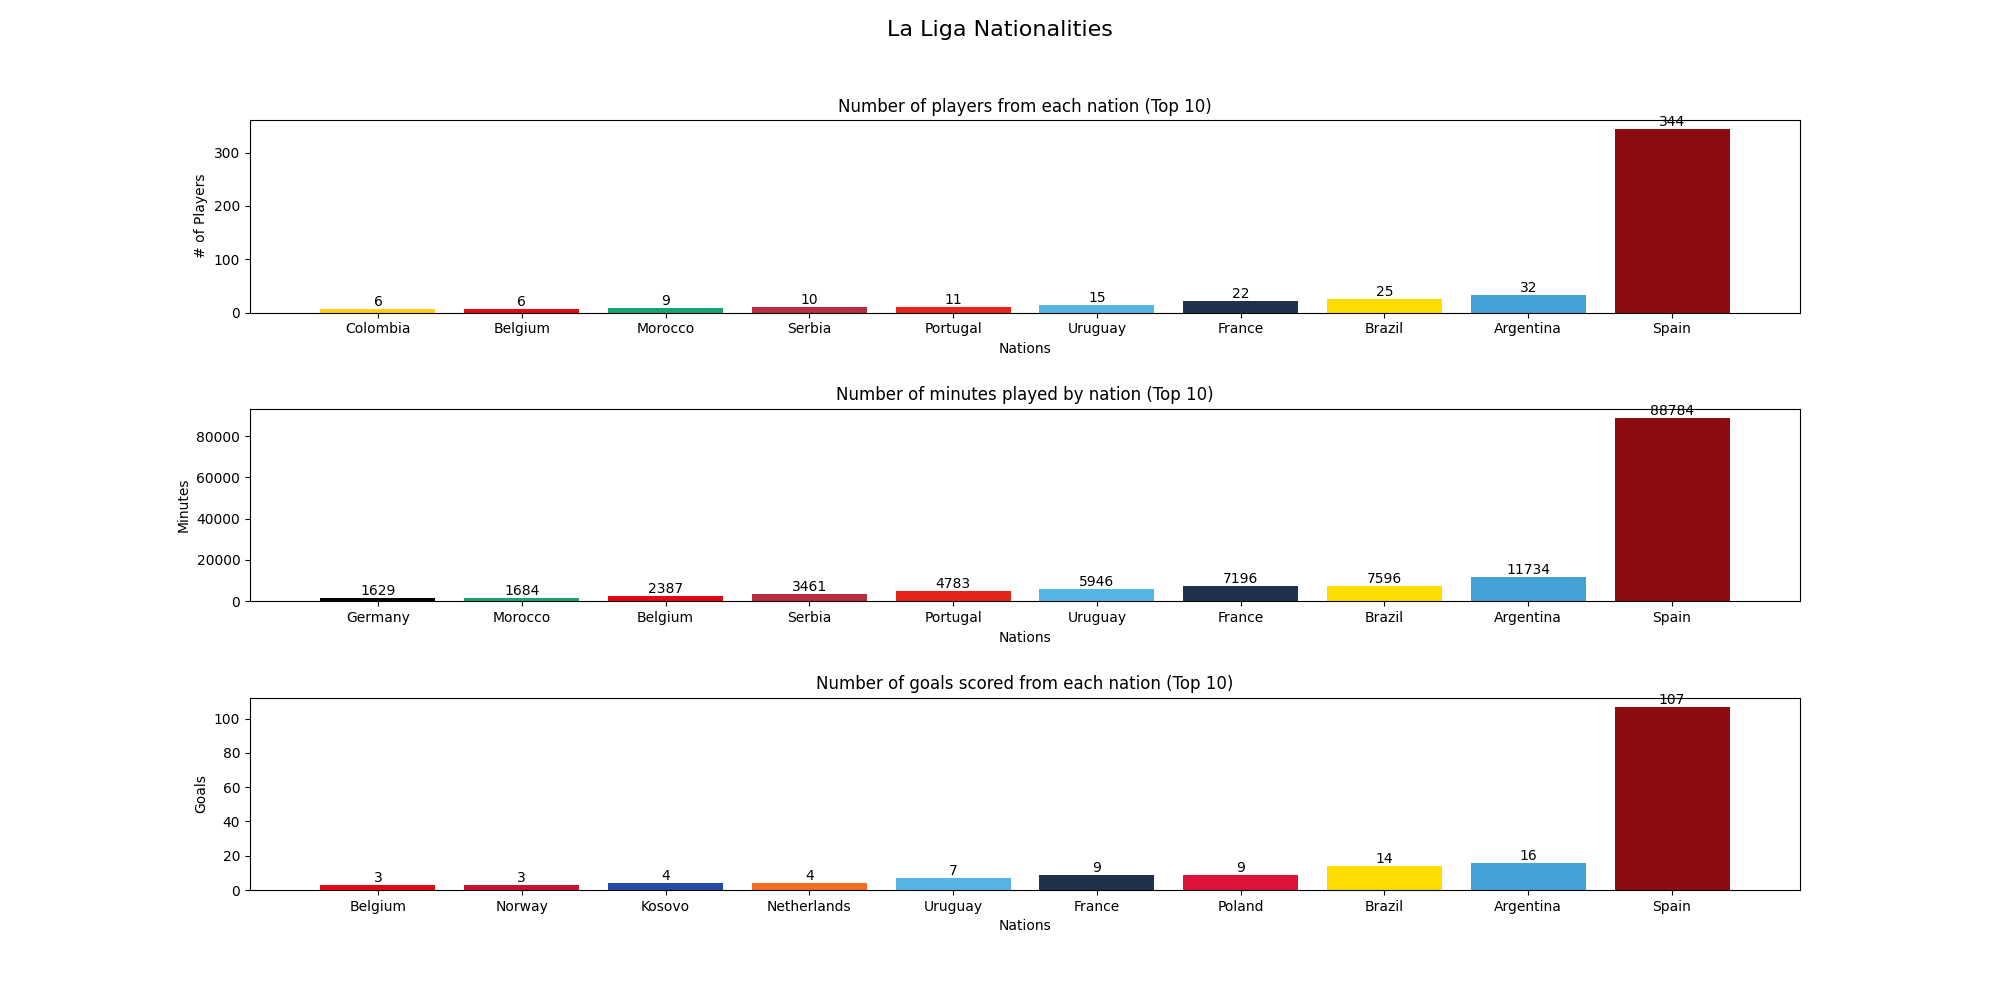 La Liga Nationalities
Number of players from each nation (Top 10)
344
300
200
100
0
# of Players
6 6 9 10 11 15 22 25 32
Colombia Belgium Morocco Serbia Portugal Uruguay France Brazil Argentina Spain
Nations
Number of minutes played by nation (Top 10)
88784
80000
60000
40000
20000
0
Minutes
1629 1684 2387 3461 4783 5946 7196 7596 11734
Germany Morocco Belgium Serbia Portugal Uruguay France Brazil Argentina Spain
Nations
Number of goals scored from each nation (Top 10)
107
100
80
60
40
20
0
Goals
3 3 4 4 7 9 9 14 16
Belgium Norway Kosovo Netherlands Uruguay France Poland Brazil Argentina Spain
Nations